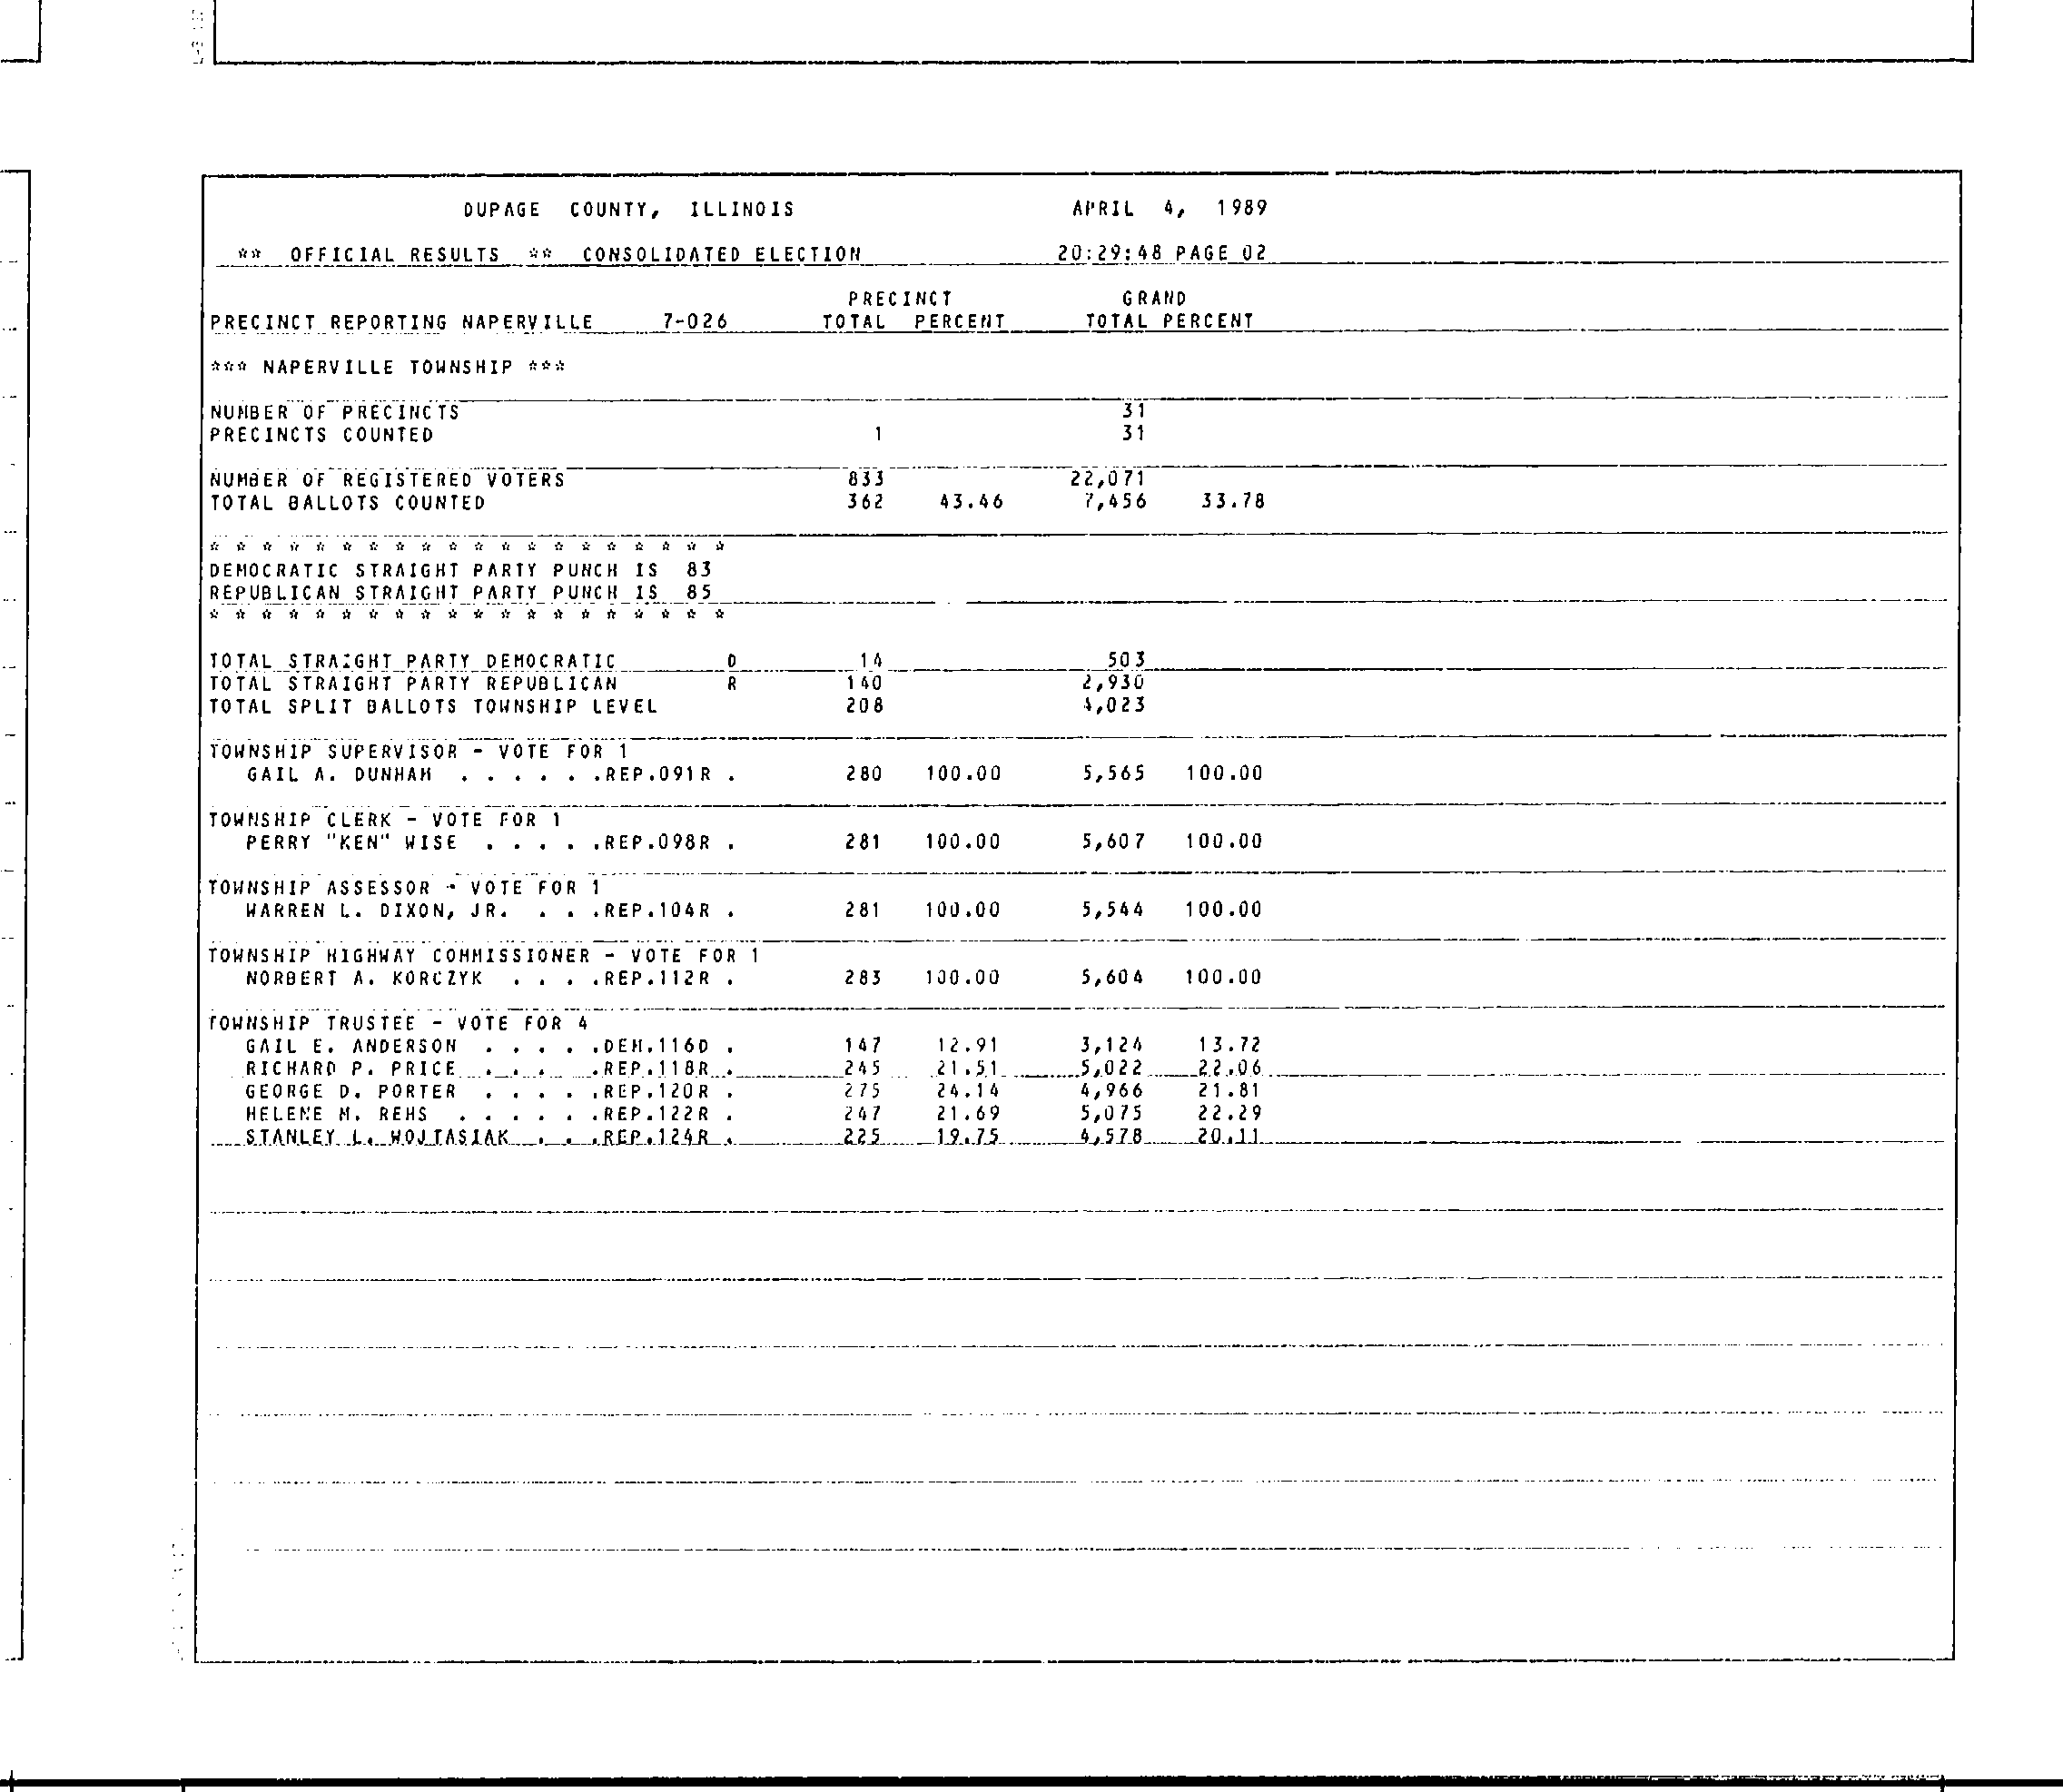 DUPAGE COUNTY, ILLINOIS APRIL 4, 1989
** OFFICIAL RESULTS ** CONSOLIDATED ELECTION 20:29:48 PAGE 02
PRECINCT GRAND
PRECINCT REPORTING NAPERVILLE 7-026 TOTAL PERCENT TOTAL PERCENT
*** NAPERVILLE TOWNSHIP ***
NUMBER OF PRECINCTS 31
PRECINCTS COUNTED 1 31
NUMBER OF REGISTERED VOTERS 833 22,071
TOTAL BALLOTS COUNTED 362 43.46 7,456 33.78
* * * * * * * * * * * * * * * * * * * *
DEMOCRATIC STRAIGHT PARTY PUNCH IS 83
REPUBLICAN STRAIGHT PARTY PUNCH IS 85
* * * * * * * * * * * * * * * * * * * *
TOTAL STRAIGHT PARTY DEMOCRATIC D 14 503
TOTAL STRAIGHT PARTY REPUBLICAN R 140 2,930
TOTAL SPLIT BALLOTS TOWNSHIP LEVEL 208 4,023
TOWNSHIP SUPERVISOR - VOTE FOR 1
GAIL A. DUNHAM . . . . . .REP.091R . 280 100.00 5,565 100.00
TOWNSHIP CLERK - VOTE FOR 1
PERRY "KEN" WISE . . . . .REP.098R . 281 100.00 5,607 100.00
TOWNSHIP ASSESSOR - VOTE FOR 1
WARREN L. DIXON, JR. . . .REP.104R . 281 100.00 5,544 100.00
TOWNSHIP HIGHWAY COMMISSIONER - VOTE FOR 1
NORBERT A. KORCZYK . . . .REP.112R . 283 100.00 5,604 100.00
TOWNSHIP TRUSTEE - VOTE FOR 4
GAIL E. ANDERSON . . . . .DEM.116D . 147 12.91 3,124 13.72
RICHARD P. PRICE . . . . .REP.118R . 245 21.51 5,022 22.06
GEORGE D. PORTER . . . . .REP.120R . 275 24.14 4,966 21.81
HELENE M. REHS . . . . . .REP.122R . 247 21.69 5,075 22.29
STANLEY L. WOJTASIAK . . .REP.124R . 225 19.75 4,578 20.11